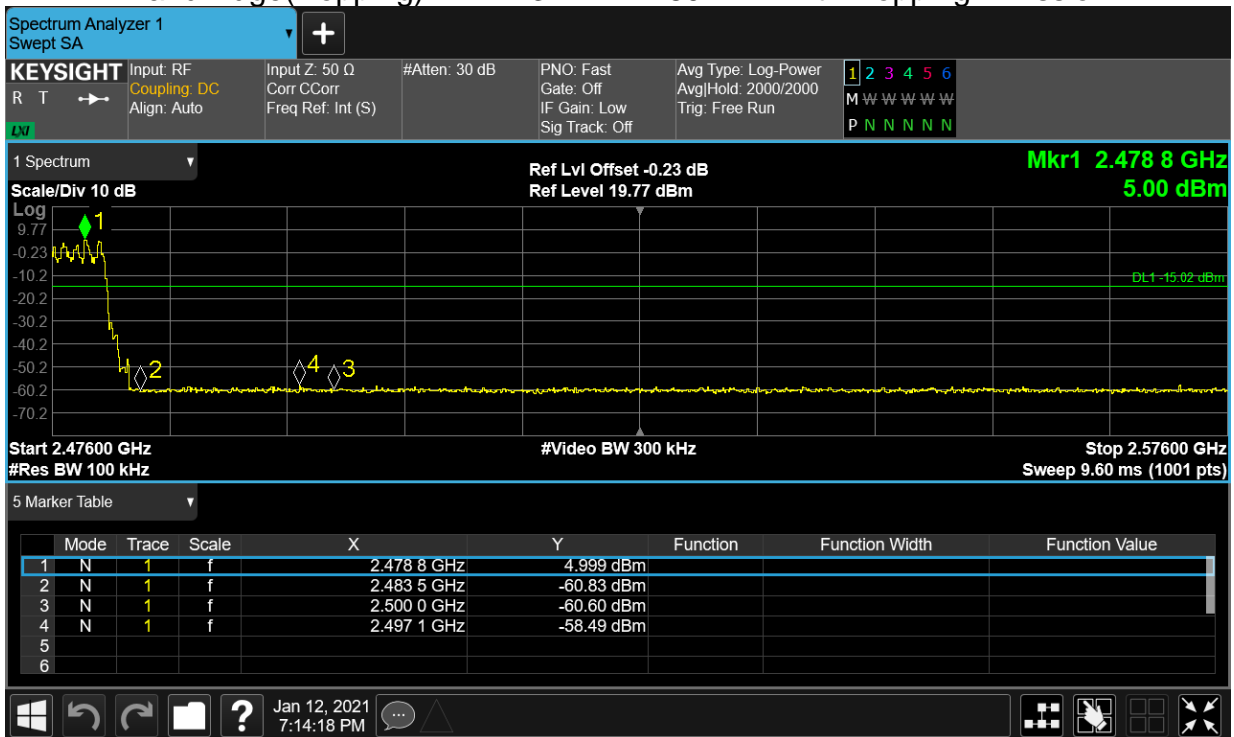 Spectrum Analyzer 1
Swept SA
+
KEYSIGHT Input: RF Input Z: 50 Ω #Atten: 30 dB PNO: Fast Avg Type: Log-Power 1 2 3 4 5 6
R T Coupling: DC Corr CCorr Gate: Off Avg|Hold: 2000/2000 M W W W W W
Align: Auto Freq Ref: Int (S) IF Gain: Low Trig: Free Run P N N N N N
LXI Sig Track: Off
1 Spectrum Ref Lvl Offset -0.23 dB Mkr1 2.478 8 GHz
Scale/Div 10 dB Ref Level 19.77 dBm 5.00 dBm
Log
9.77 1
-0.23
-10.2 DL1 -15.02 dBm
-20.2
-30.2
-40.2
-50.2 2 4 3
-60.2
-70.2
Start 2.47600 GHz #Video BW 300 kHz Stop 2.57600 GHz
#Res BW 100 kHz Sweep 9.60 ms (1001 pts)
5 Marker Table
Mode Trace Scale X Y Function Function Width Function Value
1 N 1 f 2.478 8 GHz 4.999 dBm
2 N 1 f 2.483 5 GHz -60.83 dBm
3 N 1 f 2.500 0 GHz -60.60 dBm
4 N 1 f 2.497 1 GHz -58.49 dBm
5
6
? Jan 12, 2021
7:14:18 PM